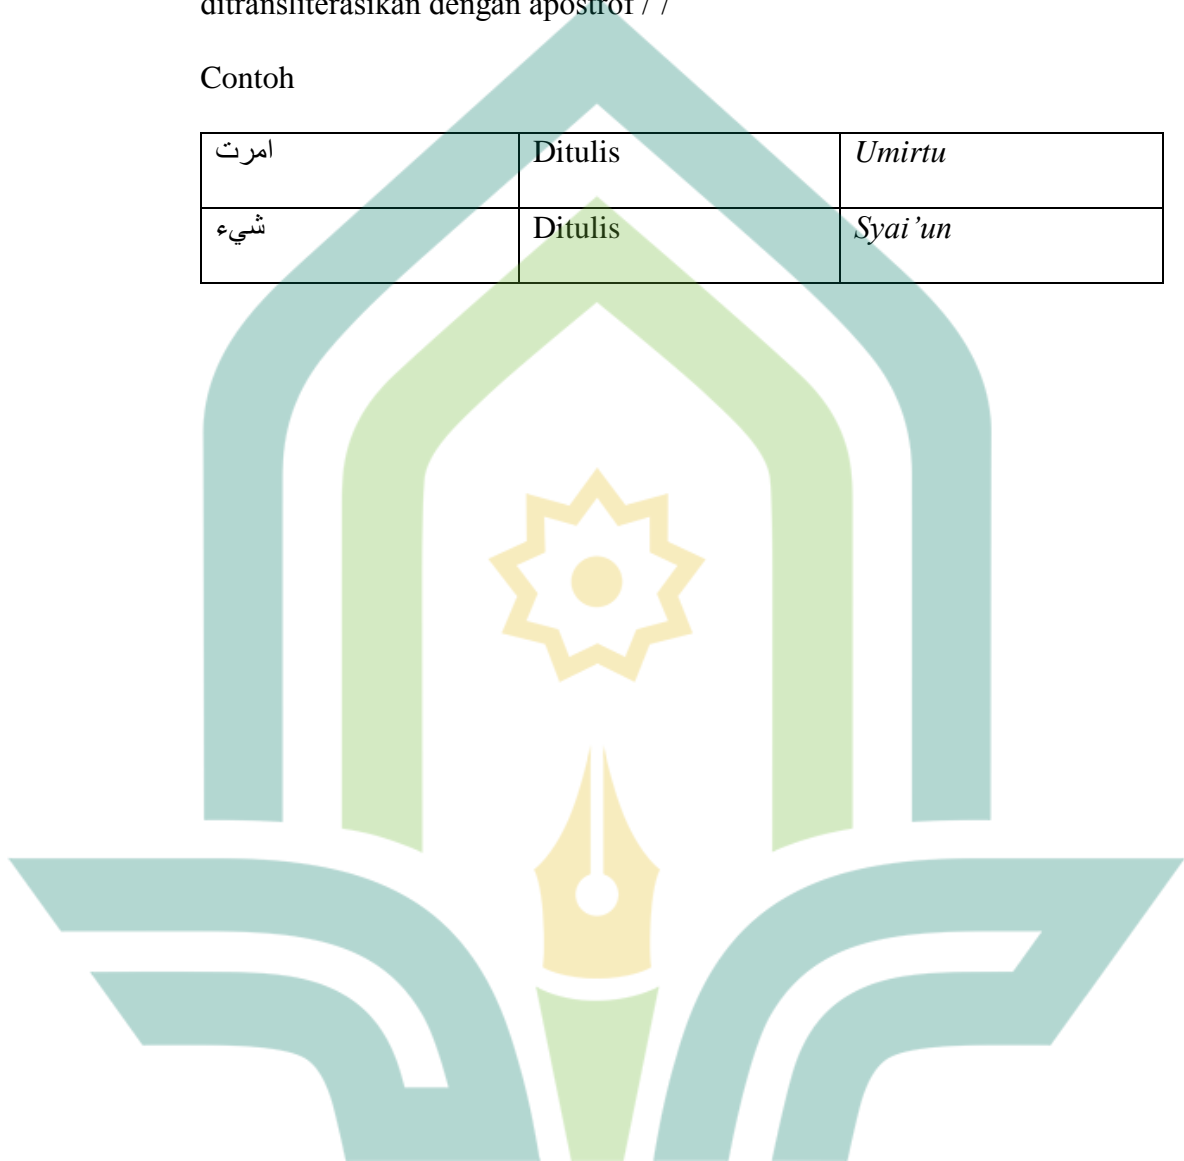 ditransliterasikan dengan apostrof / /
Contoh
امرت Ditulis Umirtu
شيء Ditulis Syai’un